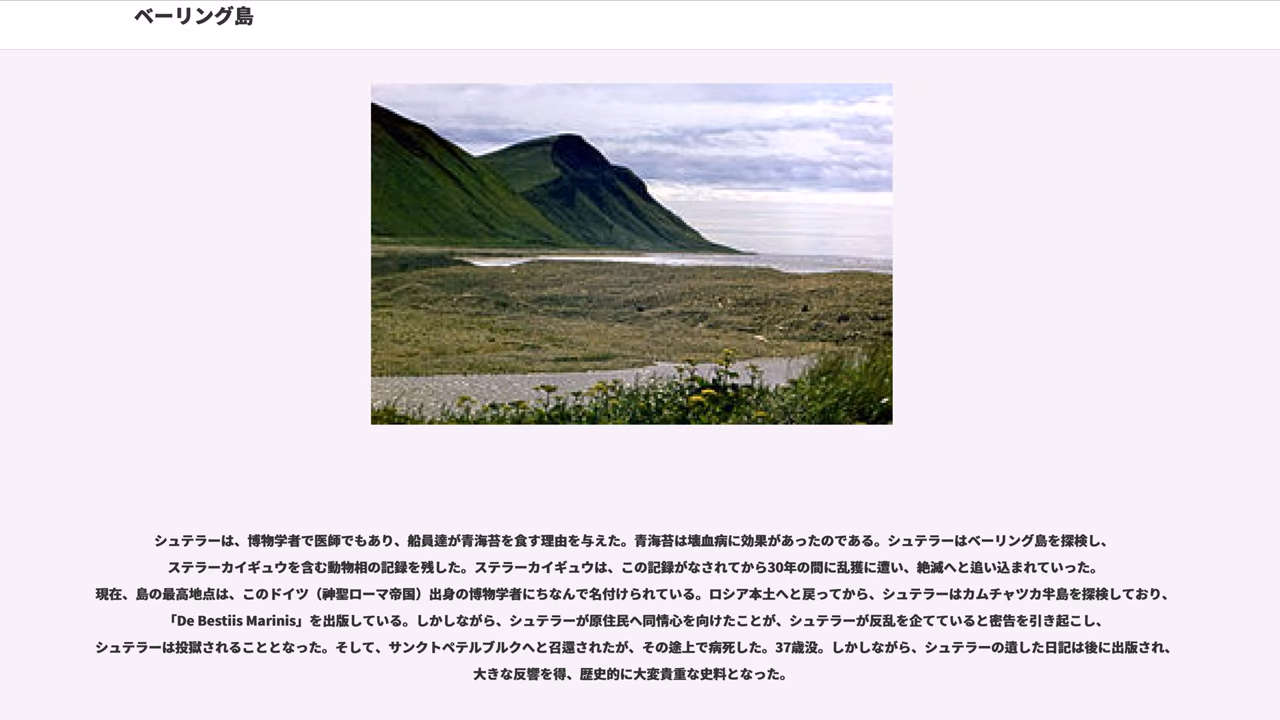 ベーリング島
シュテラーは、博物学者で医師でもあり、船員達が青海苔を食す理由を与えた。青海苔は壊血病に効果があったのである。シュテラーはベーリング島を探検し、
ステラーカイギュウを含む動物相の記録を残した。ステラーカイギュウは、この記録がなされてから30年の間に乱獲に遭い、絶滅へと追い込まれていった。
現在、島の最高地点は、このドイツ（神聖ローマ帝国）出身の博物学者にちなんで名付けられている。ロシア本土へと戻ってから、シュテラーはカムチャツカ半島を探検しており、
「De Bestiis Marinis」を出版している。しかしながら、シュテラーが原住民へ同情心を向けたことが、シュテラーが反乱を企てていると密告を引き起こし、
シュテラーは投獄されることとなった。そして、サンクトペテルブルクへと召還されたが、その途上で病死した。37歳没。しかしながら、シュテラーの遺した日記は後に出版され、
大きな反響を得、歴史的に大変貴重な史料となった。